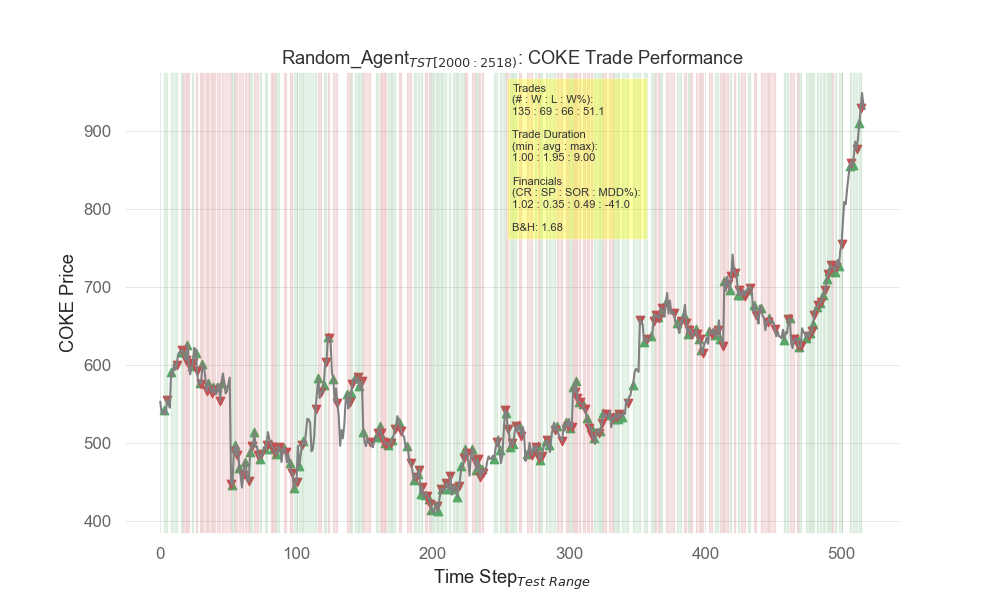 Random_Agent_TST[2000:2518): COKE Trade Performance
Trades
(# : W : L : W%):
135 : 69 : 66 : 51.1
Trade Duration
(min : avg : max):
1.00 : 1.95 : 9.00
Financials
(CR : SP : SOR : MDD%):
1.02 : 0.35 : 0.49 : -41.0
B&H: 1.68
COKE Price
900
800
700
600
500
400
0 100 200 300 400 500
Time Step_Test Range